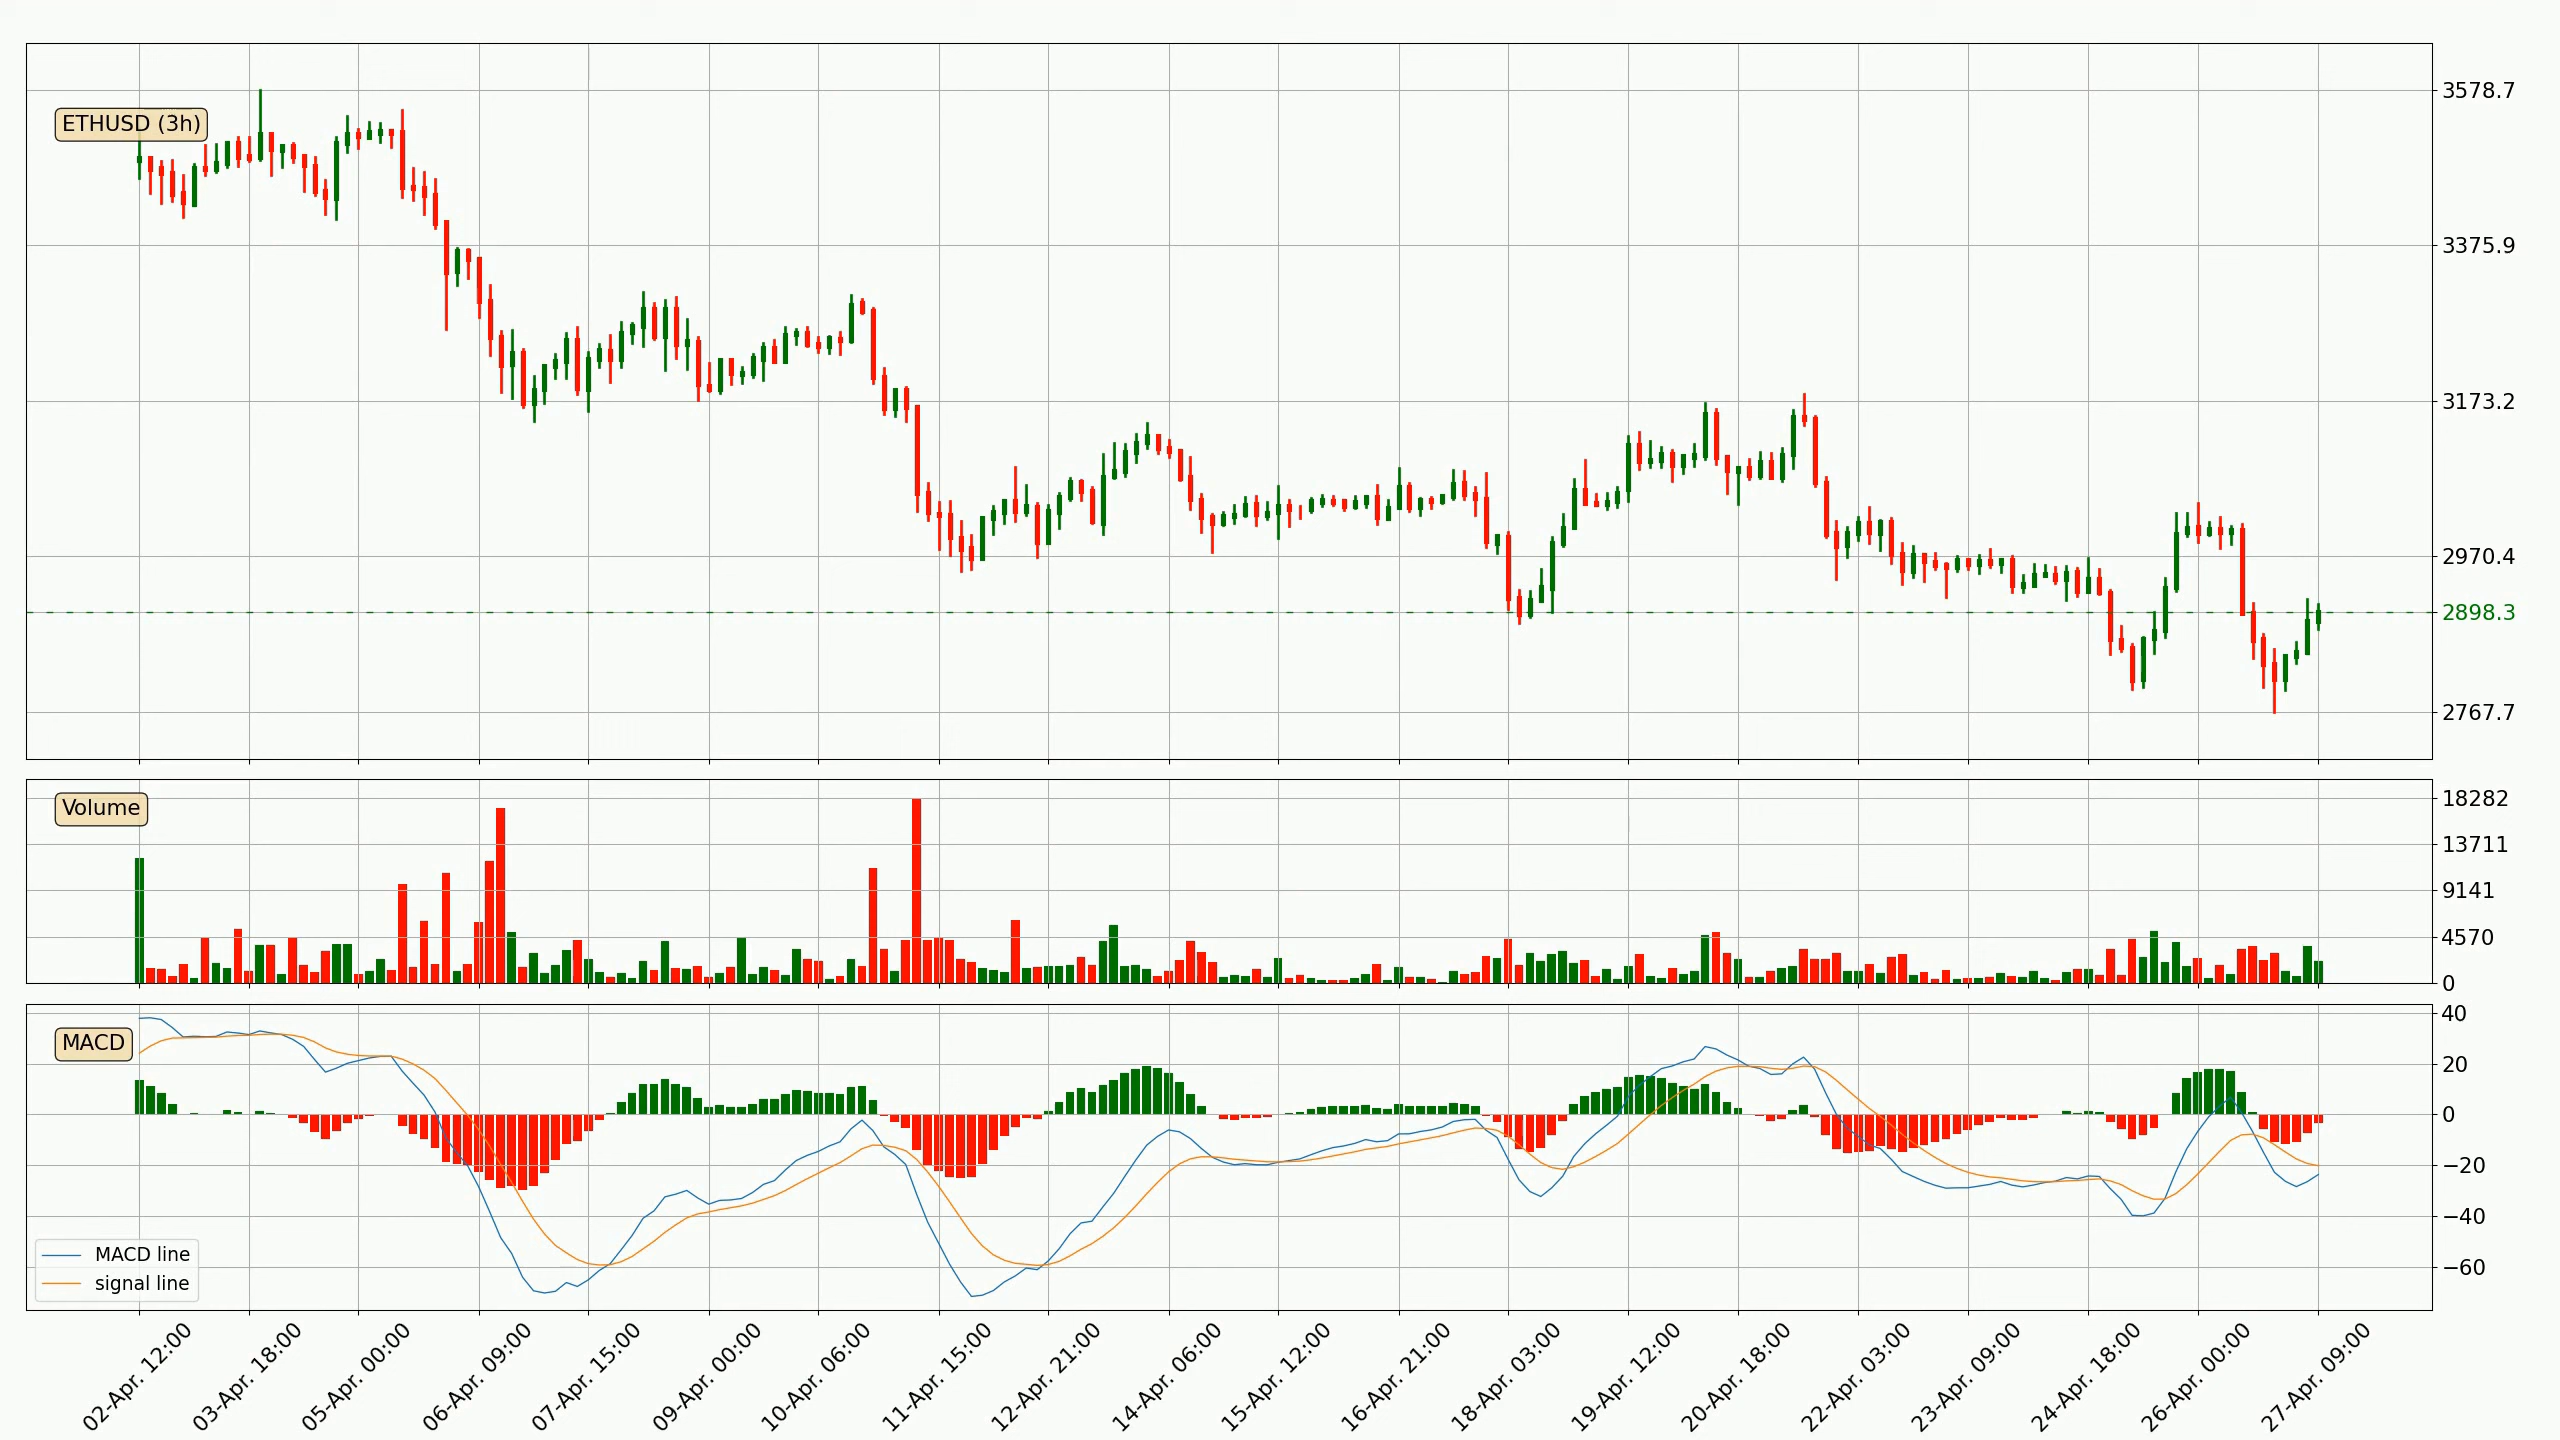 ETHUSD (3h)
3578.7
3375.9
3173.2
2970.4
2898.3
2767.7
Volume
18282
13711
9141
4570
0
MACD
40
20
0
−20
−40
−60
MACD line
signal line
02-Apr. 12:00
03-Apr. 18:00
05-Apr. 00:00
06-Apr. 09:00
07-Apr. 15:00
09-Apr. 00:00
10-Apr. 06:00
11-Apr. 15:00
12-Apr. 21:00
14-Apr. 06:00
15-Apr. 12:00
16-Apr. 21:00
18-Apr. 03:00
19-Apr. 12:00
20-Apr. 18:00
22-Apr. 03:00
23-Apr. 09:00
24-Apr. 18:00
26-Apr. 00:00
27-Apr. 09:00